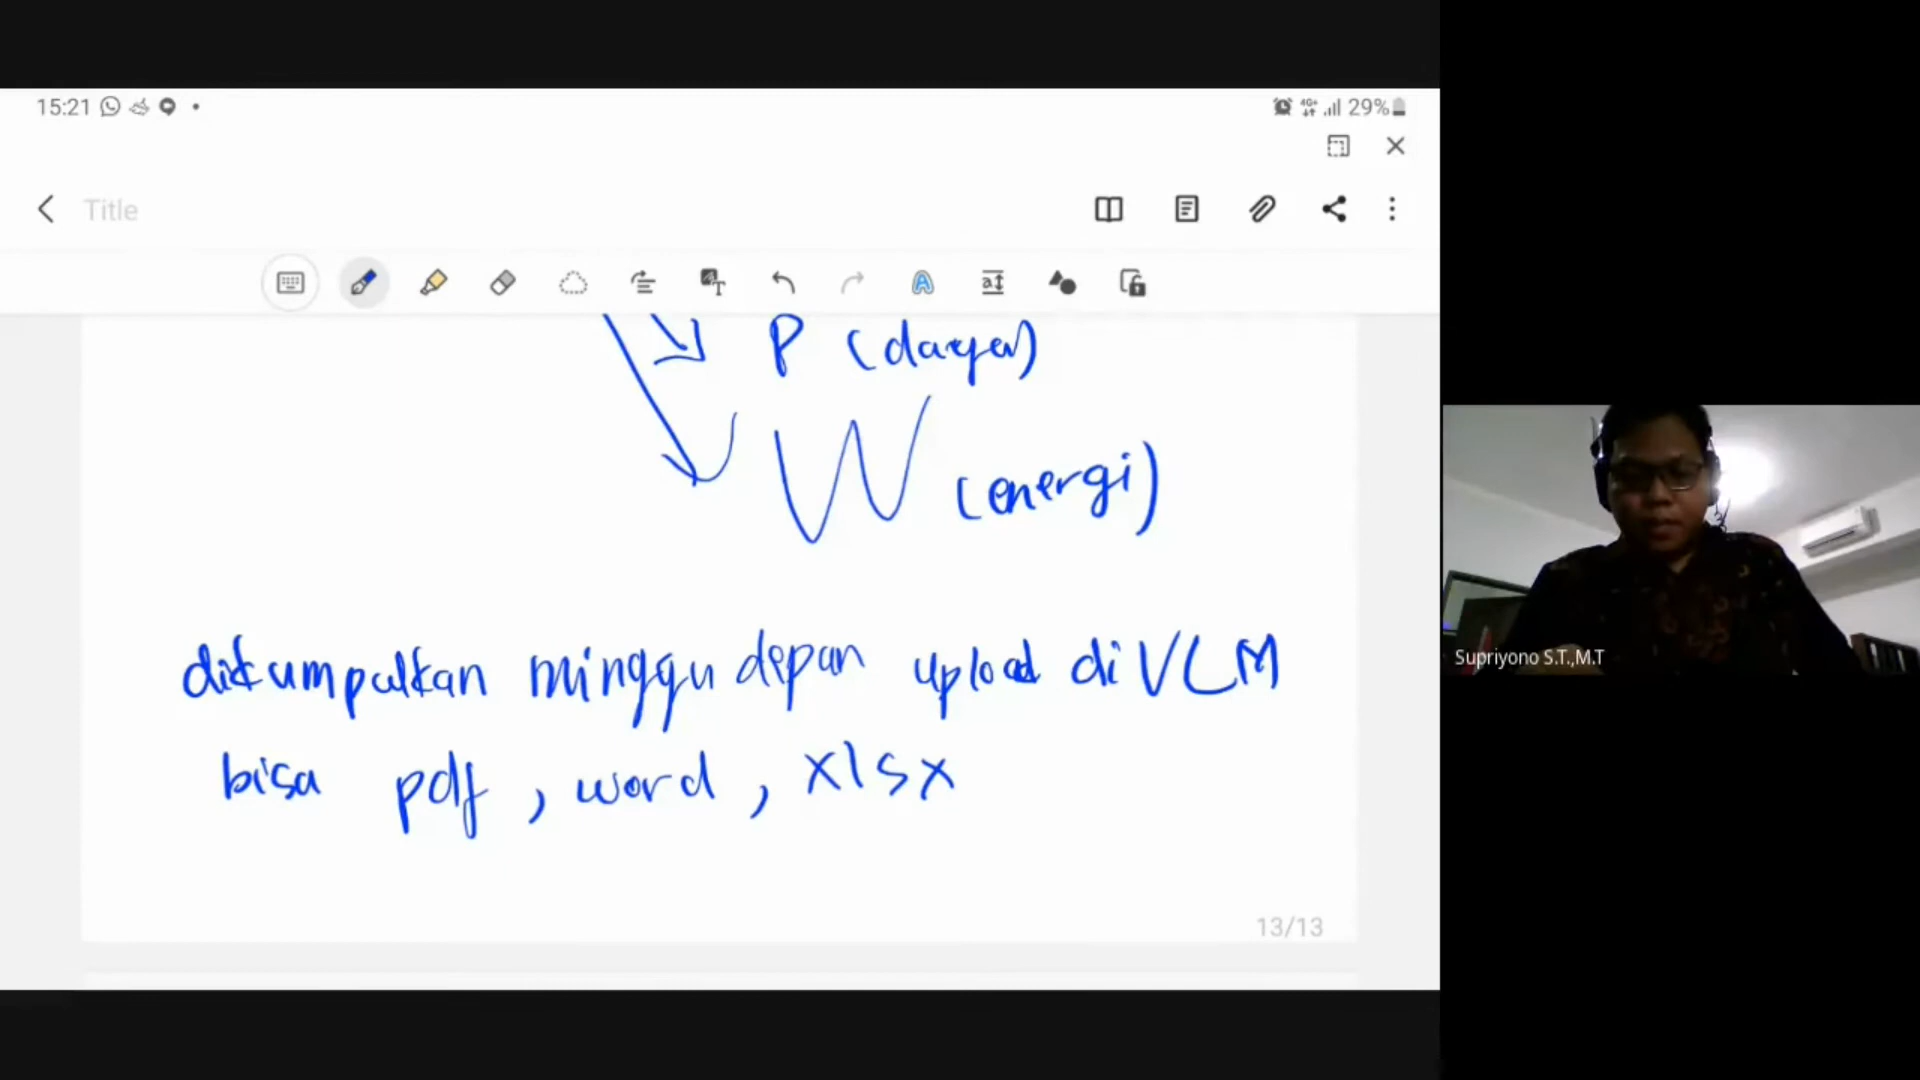 15:21
29%
Title
P (daya)
W (energi)
dikumpulkan minggu depan upload di VLM
bisa pdf, word, xlsx
13/13
Supriyono S.T.,M.T